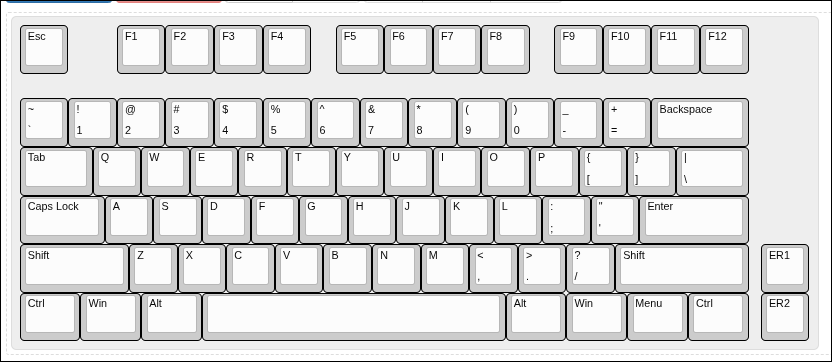 Esc F1 F2 F3 F4 F5 F6 F7 F8 F9 F10 F11 F12
~ ! @ # $ % ^ & * ( ) _ + Backspace
` 1 2 3 4 5 6 7 8 9 0 - =
Tab Q W E R T Y U I O P { } |
[ ] \
Caps Lock A S D F G H J K L : " Enter
; '
Shift Z X C V B N M < > ? Shift ER1
, . /
Ctrl Win Alt Alt Win Menu Ctrl ER2